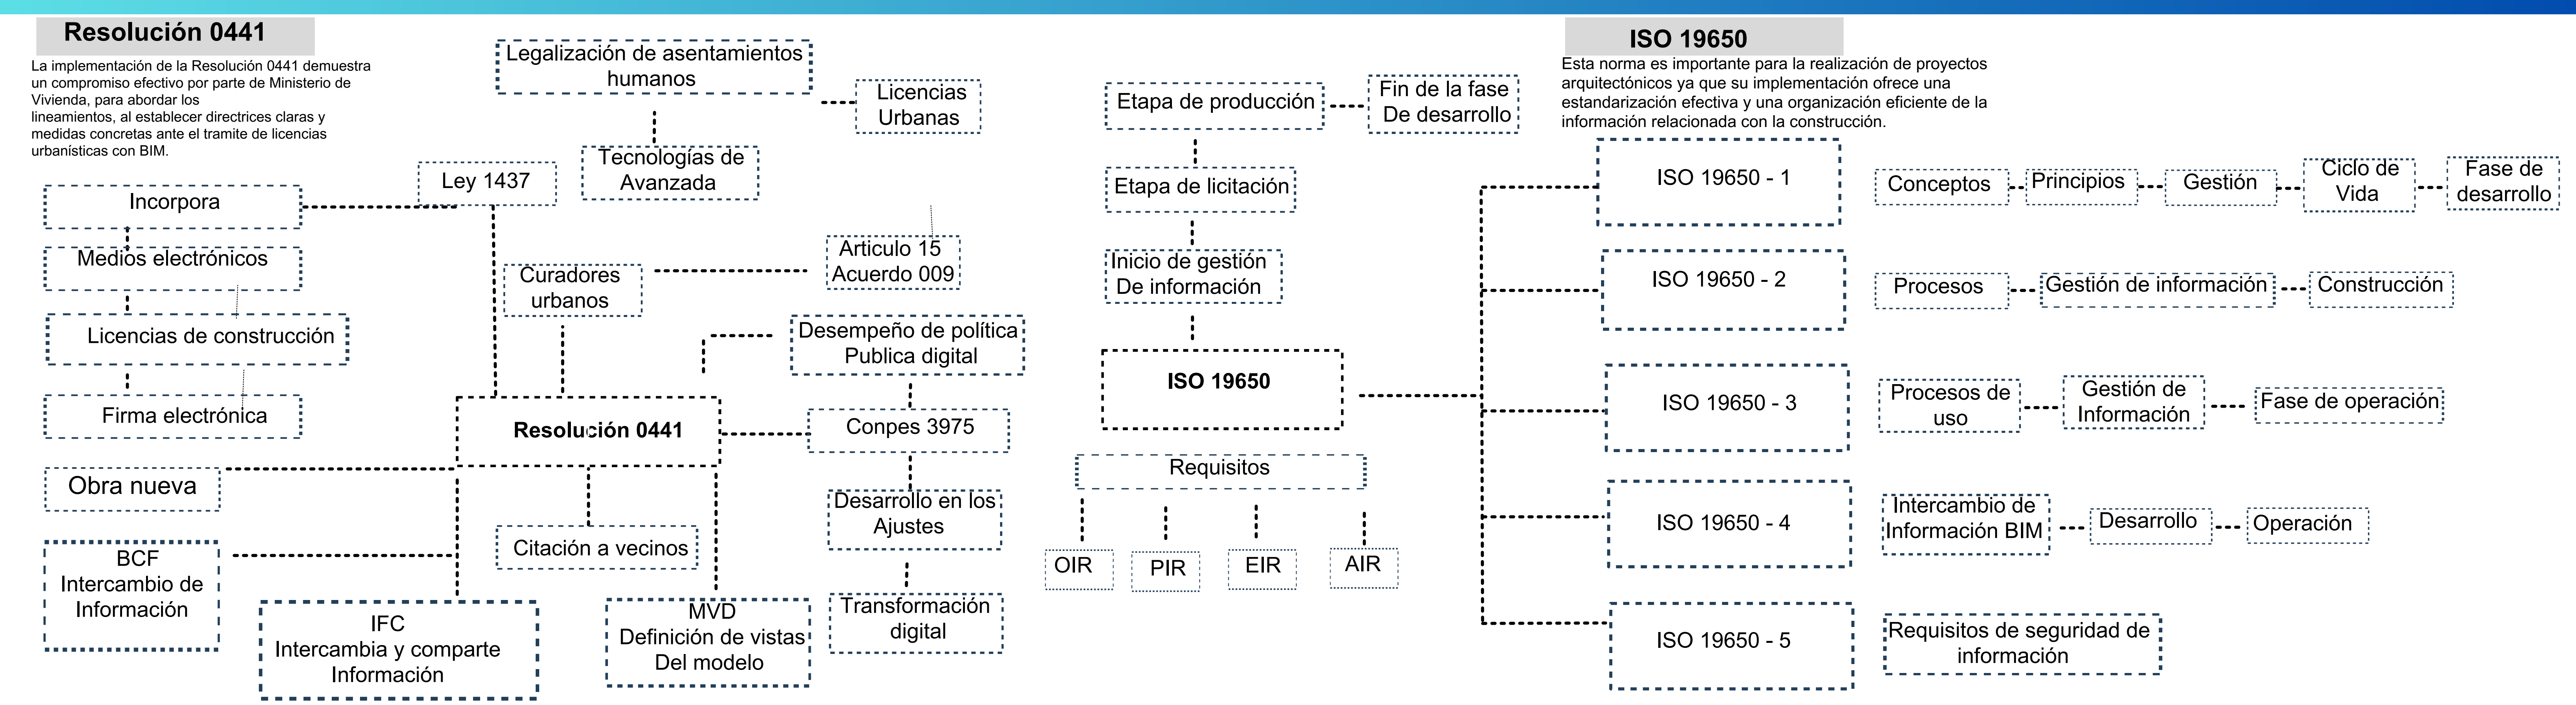 Resolución 0441
La implementación de la Resolución 0441 demuestra
un compromiso efectivo por parte de Ministerio de
Vivienda, para abordar los
lineamientos, al establecer directrices claras y
medidas concretas ante el tramite de licencias
urbanísticas con BIM.
Legalización de asentamientos
humanos
Licencias
Urbanas
Tecnologías de
Avanzada
Ley 1437
Incorpora
Medios electrónicos
Licencias de construcción
Firma electrónica
Curadores
urbanos
Articulo 15
Acuerdo 009
Desempeño de política
Publica digital
Resolución 0441
Conpes 3975
Obra nueva
Desarrollo en los
Ajustes
Citación a vecinos
BCF
Intercambio de
Información
IFC
Intercambia y comparte
Información
MVD
Definición de vistas
Del modelo
Transformación
digital
Etapa de producción
Fin de la fase
De desarrollo
Etapa de licitación
Inicio de gestión
De información
ISO 19650
Requisitos
OIR
PIR
EIR
AIR
ISO 19650
Esta norma es importante para la realización de proyectos
arquitectónicos ya que su implementación ofrece una
estandarización efectiva y una organización eficiente de la
información relacionada con la construcción.
ISO 19650 - 1
Conceptos
Principios
Gestión
Ciclo de
Vida
Fase de
desarrollo
ISO 19650 - 2
Procesos
Gestión de información
Construcción
ISO 19650 - 3
Procesos de
uso
Gestión de
Información
Fase de operación
ISO 19650 - 4
Intercambio de
Información BIM
Desarrollo
Operación
ISO 19650 - 5
Requisitos de seguridad de
información